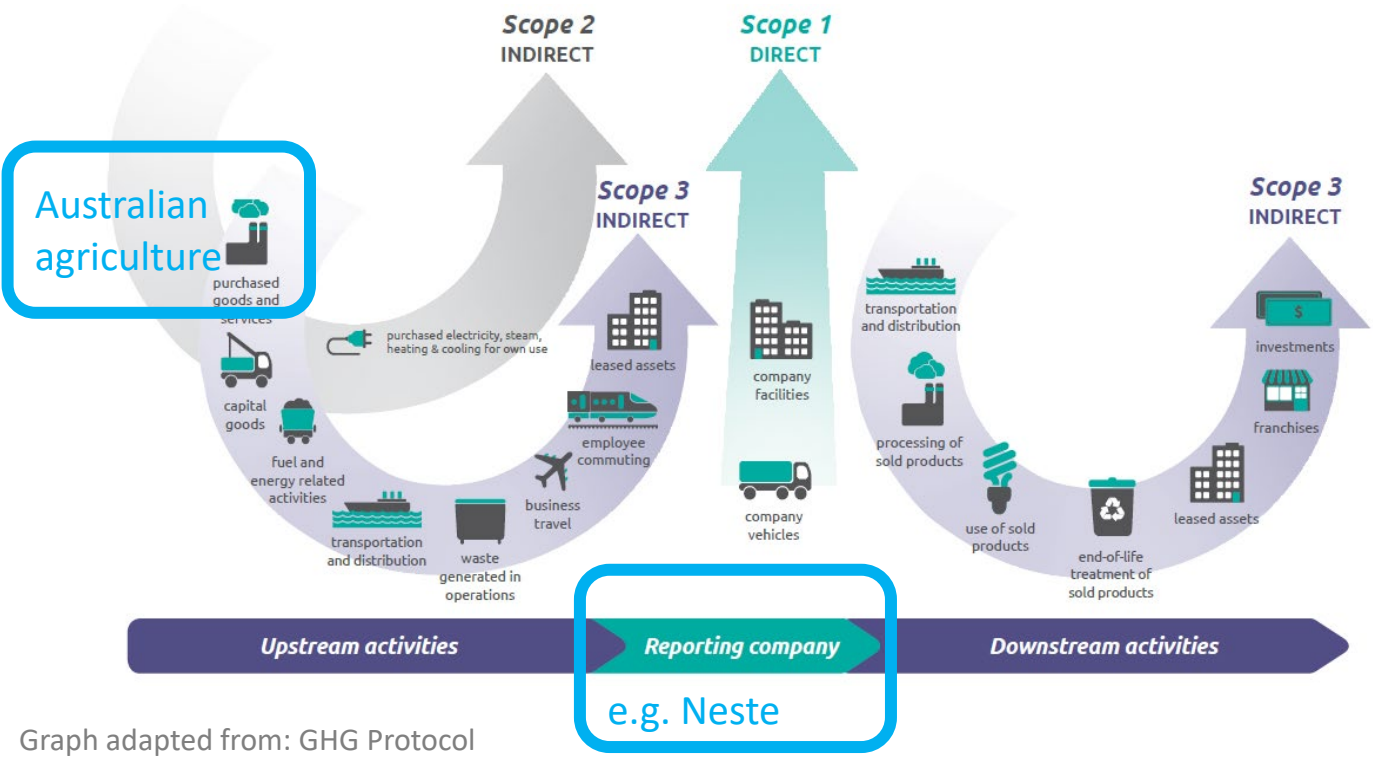 Scope 2
INDIRECT
Scope 1
DIRECT
Scope 3
INDIRECT
Scope 3
INDIRECT
Australian
agriculture
purchased
goods and
services
capital
goods
fuel and
energy related
activities
transportation
and distribution
waste
generated in
operations
business
travel
employee
commuting
leased assets
purchased electricity, steam,
heating & cooling for own use
company
facilities
company
vehicles
transportation
and distribution
processing of
sold products
use of sold
products
end-of-life
treatment of
sold products
leased assets
franchises
$
investments
Upstream activities
Reporting company
Downstream activities
e.g. Neste
Graph adapted from: GHG Protocol